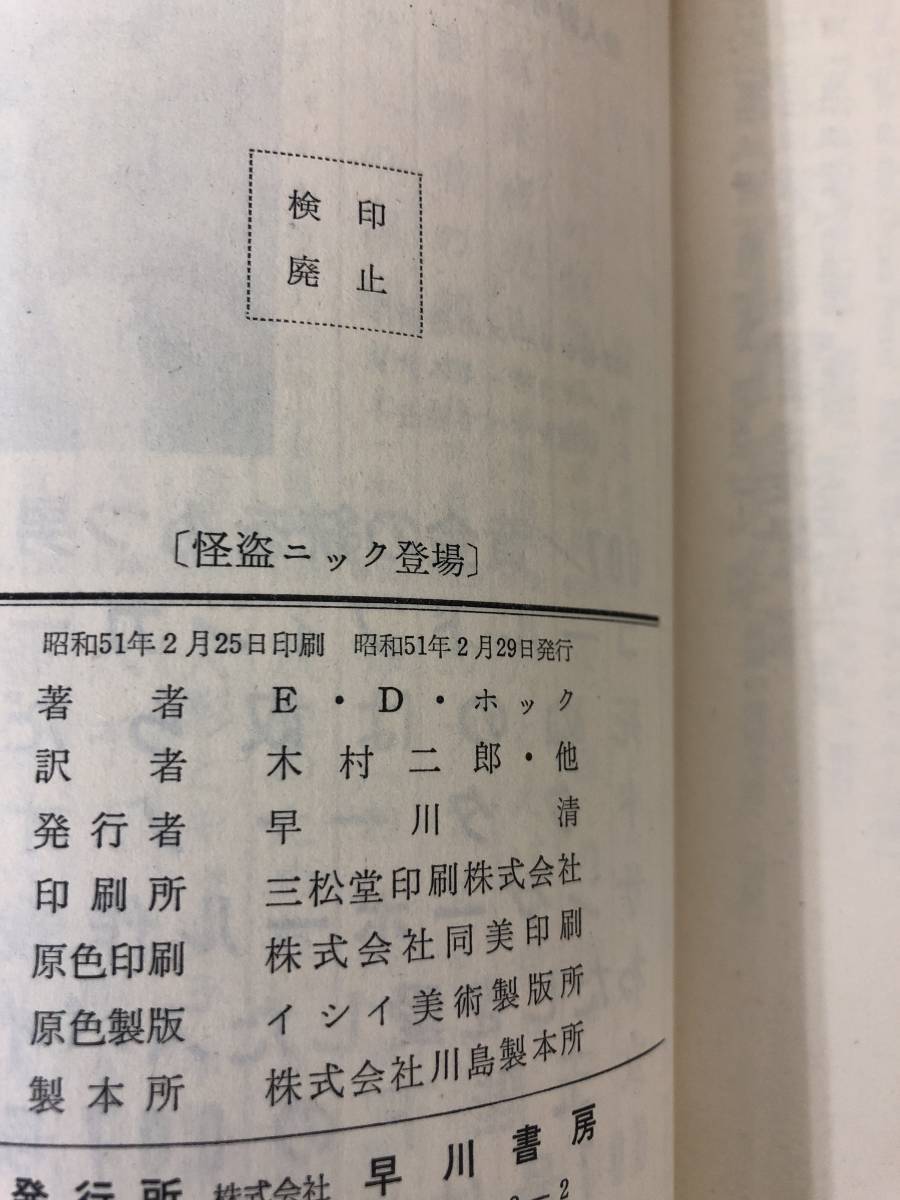 検印
廃止
〔怪盗ニック登場〕
昭和51年2月25日印刷 昭和51年2月29日発行
著者 E・D・ホック
訳者 木村二郎・他
発行者 早川清
印刷所 三松堂印刷株式会社
原色印刷 株式会社同美印刷
原色製版 イシイ美術製版所
製本所 株式会社川島製本所
発行所 株式会社 早川書房